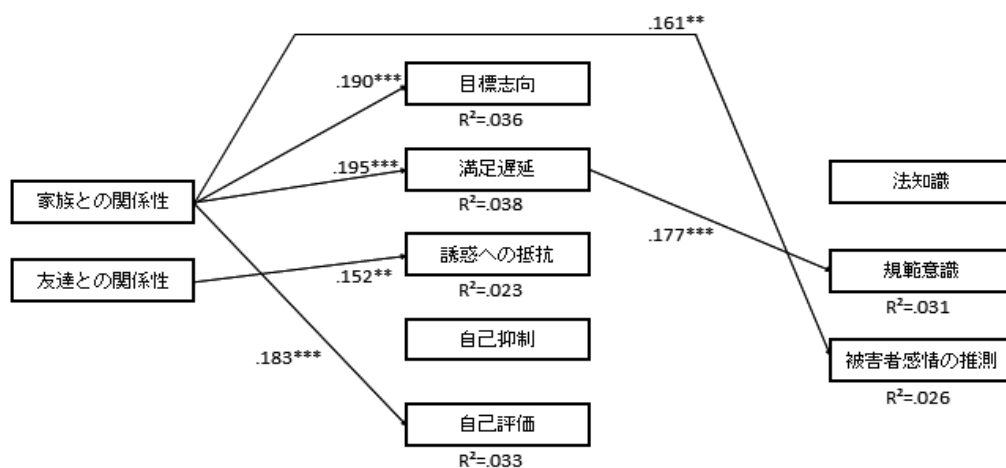 .161**
.190***
目標志向
R²=.036
.195***
満足遅延
R²=.038
法知識
家族との関係性
.177***
誘惑への抵抗
規範意識
友達との関係性
.152**
R²=.023
R²=.031
自己抑制
.183***
被害者感情の推測
R²=.026
自己評価
R²=.033